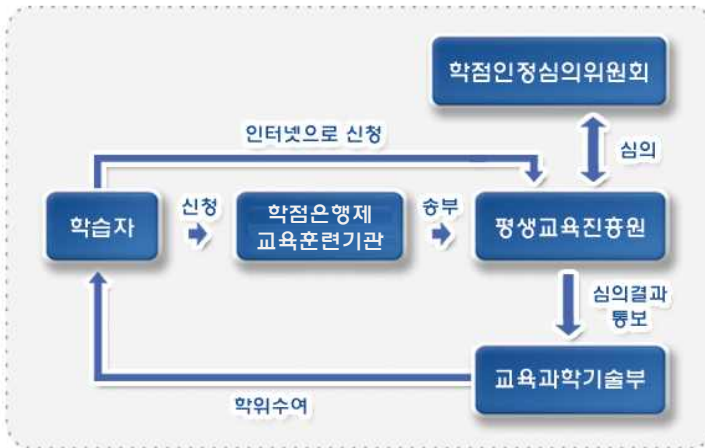 학점인정심의위원회
인터넷으로 신청
심의
학습자
신청
학점은행제
교육훈련기관
송부
평생교육진흥원
심의결과
통보
교육과학기술부
학위수여